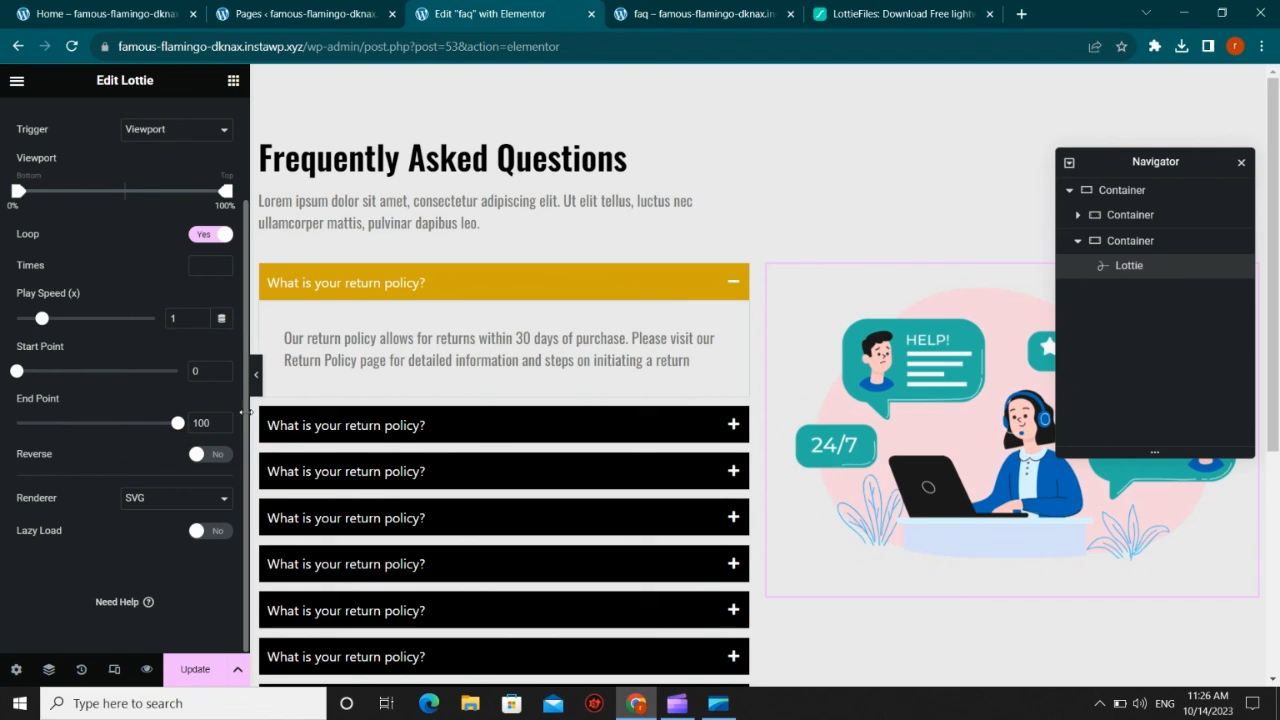 Home ‹ famous-flamingo-dknax.
Pages ‹ famous-flamingo-dknax.
Edit "faq" with Elementor
faq – famous-flamingo-dknax.in
LottieFiles: Download Free lightw
famous-flamingo-dknax.instawp.xyz/wp-admin/post.php?post=53&action=elementor
r
Edit Lottie
Trigger
Viewport
Viewport
Bottom
Top
0%
100%
Loop
Yes
Times
Play Speed (x)
1
Start Point
0
End Point
100
Reverse
No
Renderer
SVG
Lazy Load
No
Need Help
Update
Frequently Asked Questions
Lorem ipsum dolor sit amet, consectetur adipiscing elit. Ut elit tellus, luctus nec
ullamcorper mattis, pulvinar dapibus leo.
What is your return policy?
Our return policy allows for returns within 30 days of purchase. Please visit our
Return Policy page for detailed information and steps on initiating a return
What is your return policy?
What is your return policy?
What is your return policy?
What is your return policy?
What is your return policy?
What is your return policy?
HELP!
24/7
Navigator
Container
Container
Container
Lottie
Type here to search
ENG
11:26 AM
10/14/2023